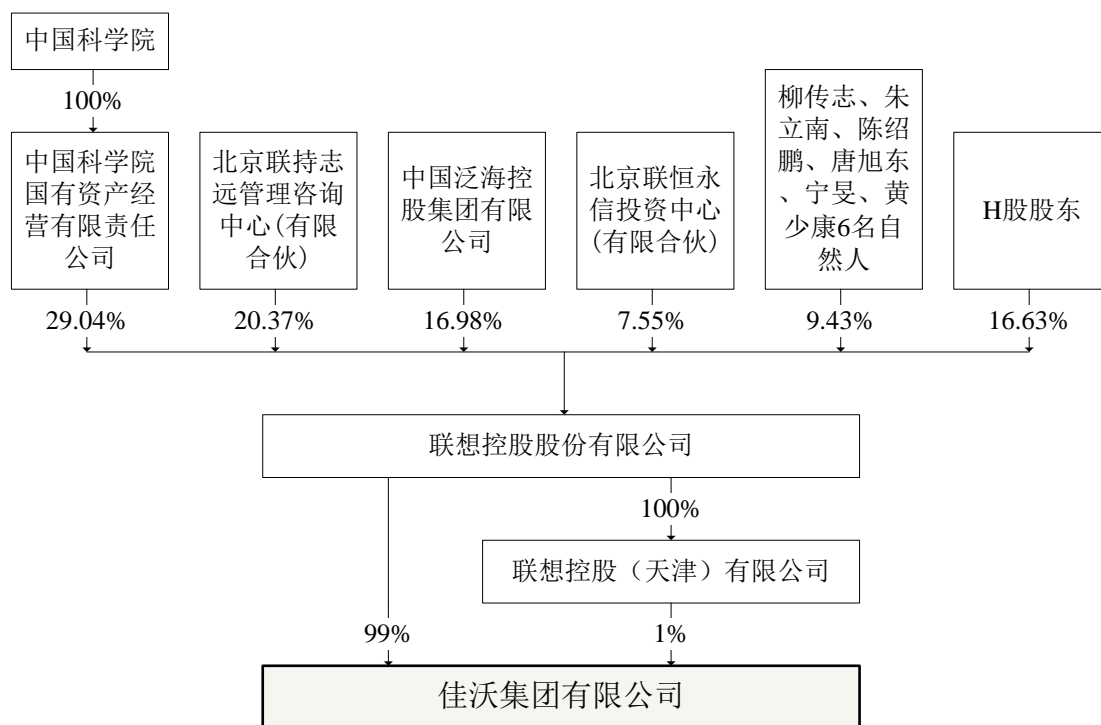 中国科学院
100%
中国科学院
国有资产经
营有限责任
公司
北京联持志
远管理咨询
中心(有限
合伙)
中国泛海控
股集团有限
公司
北京联恒永
信投资中心
(有限合伙)
柳传志、朱
立南、陈绍
鹏、唐旭东
、宁旻、黄
少康6名自
然人
H股股东
29.04%
20.37%
16.98%
7.55%
9.43%
16.63%
联想控股股份有限公司
100%
联想控股（天津）有限公司
99%
1%
佳沃集团有限公司